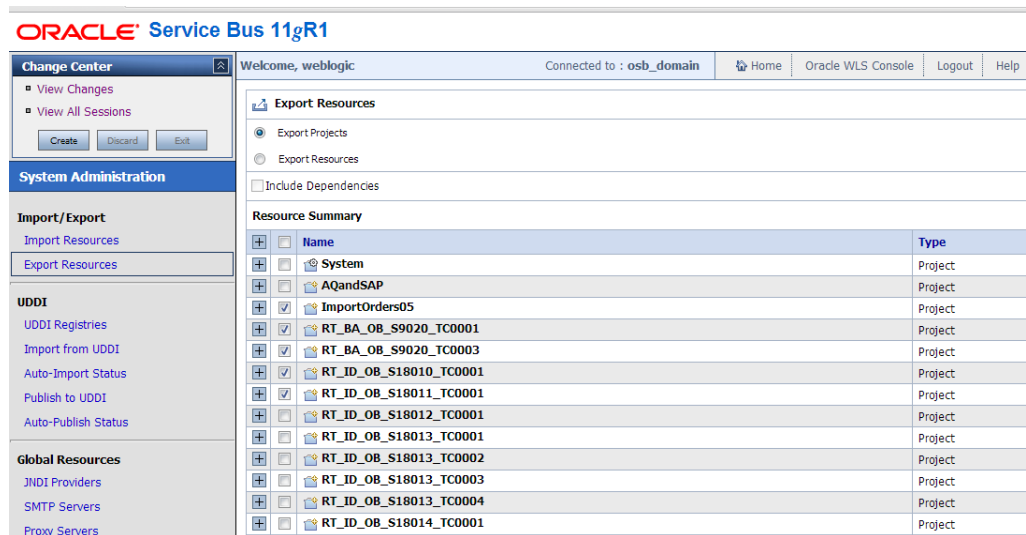 ORACLE Service Bus 11gR1
Change Center
View Changes
View All Sessions
Create Discard Exit
System Administration
Import/Export
Import Resources
Export Resources
UDDI
UDDI Registries
Import from UDDI
Auto-Import Status
Publish to UDDI
Auto-Publish Status
Global Resources
JNDI Providers
SMTP Servers
Proxy Servers
Welcome, weblogic Connected to : osb_domain Home Oracle WLS Console Logout Help
Export Resources
Export Projects
Export Resources
Include Dependencies
Resource Summary
Name Type
System Project
AQandSAP Project
ImportOrders05 Project
RT_BA_OB_S9020_TC0001 Project
RT_BA_OB_S9020_TC0003 Project
RT_ID_OB_S18010_TC0001 Project
RT_ID_OB_S18011_TC0001 Project
RT_ID_OB_S18012_TC0001 Project
RT_ID_OB_S18013_TC0001 Project
RT_ID_OB_S18013_TC0002 Project
RT_ID_OB_S18013_TC0003 Project
RT_ID_OB_S18013_TC0004 Project
RT_ID_OB_S18014_TC0001 Project